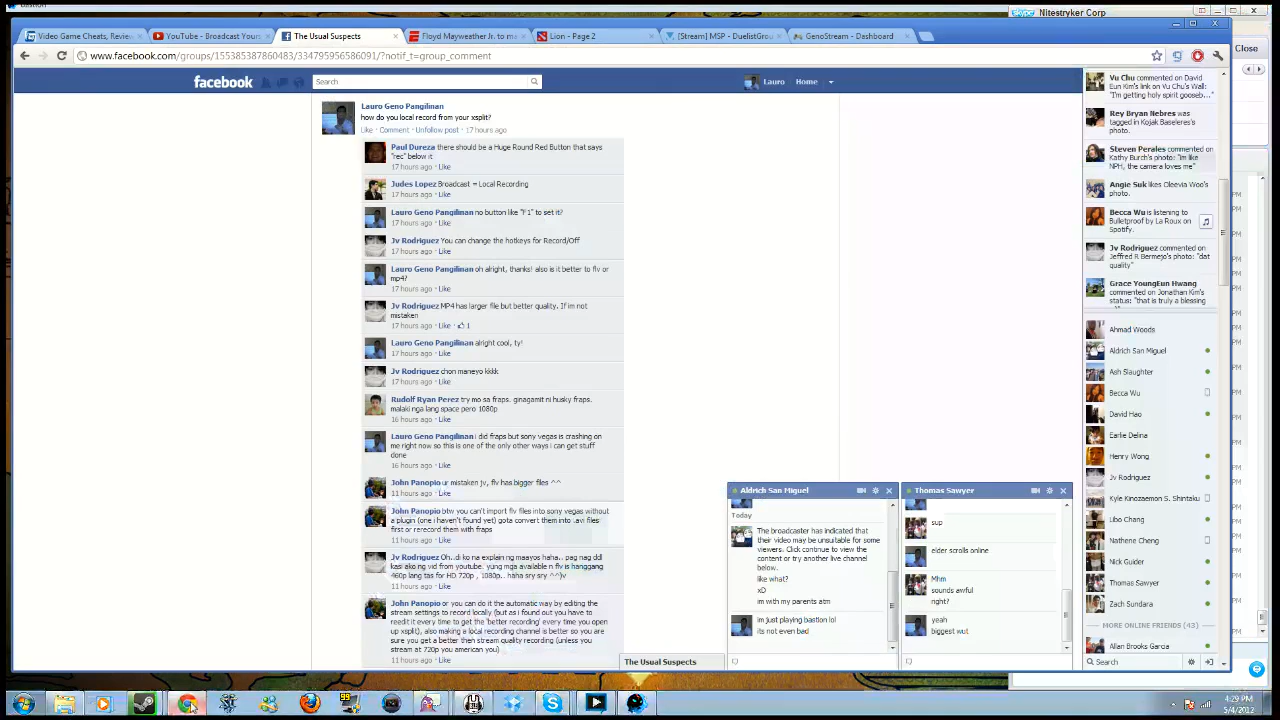 Bastion
Nitestryker Corp
Video Game Cheats, Review
YouTube - Broadcast Yours
The Usual Suspects
Floyd Mayweather Jr. to me
Lion - Page 2
[Stream] MSP - DuelistGrou
GenoStream - Dashboard
Close
www.facebook.com/groups/155385387860483/334795956586091/?notif_t=group_comment
facebook
Search
Lauro
Home
Lauro Geno Pangilinan
how do you local record from your xsplit?
Like · Comment · Unfollow post · 17 hours ago
Paul Dureza there should be a Huge Round Red Button that says
"rec" below it
17 hours ago · Like
Judes Lopez Broadcast = Local Recording
17 hours ago · Like
Lauro Geno Pangilinan no button like "F1" to set it?
17 hours ago · Like
Jv Rodriguez You can change the hotkeys for Record/Off
17 hours ago · Like
Lauro Geno Pangilinan oh alright, thanks! also is it better to flv or
mp4?
17 hours ago · Like
Jv Rodriguez MP4 has larger file but better quality. If im not
mistaken
17 hours ago · Like · 1
Lauro Geno Pangilinan alright cool, ty!
17 hours ago · Like
Jv Rodriguez chon maneyo kkkk
17 hours ago · Like
Rudolf Ryan Perez try mo sa fraps. ginagamit ni husky fraps.
malaki nga lang space pero 1080p
16 hours ago · Like
Lauro Geno Pangilinan i did fraps but sony vegas is crashing on
me right now so this is one of the only other ways i can get stuff
done
16 hours ago · Like
John Panopio ur mistaken jv, flv has bigger files ^^
11 hours ago · Like
John Panopio btw you can't import flv files into sony vegas without
a plugin (one i haven't found yet) gota convert them into .avi files
first or rerecord them with fraps
11 hours ago · Like
Jv Rodriguez Oh..di ko na explain ng maayos haha.. pag nag ddl
kasi ako ng vid from youtube. yung mga available n flv is hanggang
460p lang tas for HD 720p , 1080p.. haha sry sry ^^)v
11 hours ago · Like
John Panopio or you can do it the automatic way by editing the
stream settings to record locally (but as i found out you have to
reedit it every time to get the 'better recording' every time you open
up xsplit), also making a local recording channel is better so you are
sure you get a better then stream quality recording (unless you
stream at 720p you american you)
11 hours ago · Like
Vu Chu commented on David
Eun Kim's link on Vu Chu's Wall:
"I'm getting holy spirit gooseb..."
Rey Bryan Nebres was
tagged in Kojak Baseleres's
photo.
Steven Perales commented on
Kathy Burch's photo: "im like
NPH, the camera loves me"
Angie Suk likes Oleevia Woo's
photo.
Becca Wu is listening to
Bulletproof by La Roux on
Spotify.
Jv Rodriguez commented on
Jeffred R Bermejo's photo: "dat
quality"
Grace YoungEun Hwang
commented on Jonathan Kim's
status: "that is truly a blessing
Ahmad Woods
Aldrich San Miguel
Ash Slaughter
Becca Wu
David Hao
Earlie Delina
Henry Wong
Jv Rodriguez
Kyle Kinozaemon S. Shintaku
Libo Chang
Nathene Cheng
Nick Guider
Thomas Sawyer
Zach Sundara
MORE ONLINE FRIENDS (43)
Allan Brooks Garcia
Search
Aldrich San Miguel
Today
The broadcaster has indicated that
their video may be unsuitable for some
viewers. Click continue to view the
content or try another live channel
below.
like what?
xD
im with my parents atm
im just playing bastion lol
its not even bad
Thomas Sawyer
sup
elder scrolls online
Mhm
sounds awful
right?
yeah
biggest wut
The Usual Suspects
99
4:29 PM
5/4/2012